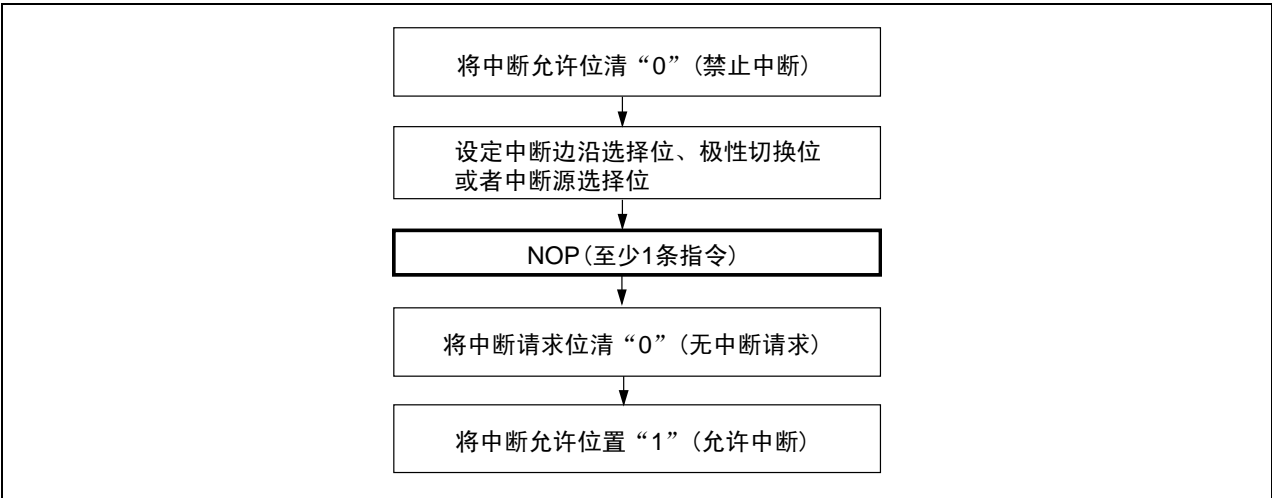 将中断允许位清“0”(禁止中断)
设定中断边沿选择位、极性切换位
或者中断源选择位
NOP(至少1条指令)
将中断请求位清“0”(无中断请求)
将中断允许位置“1”(允许中断)